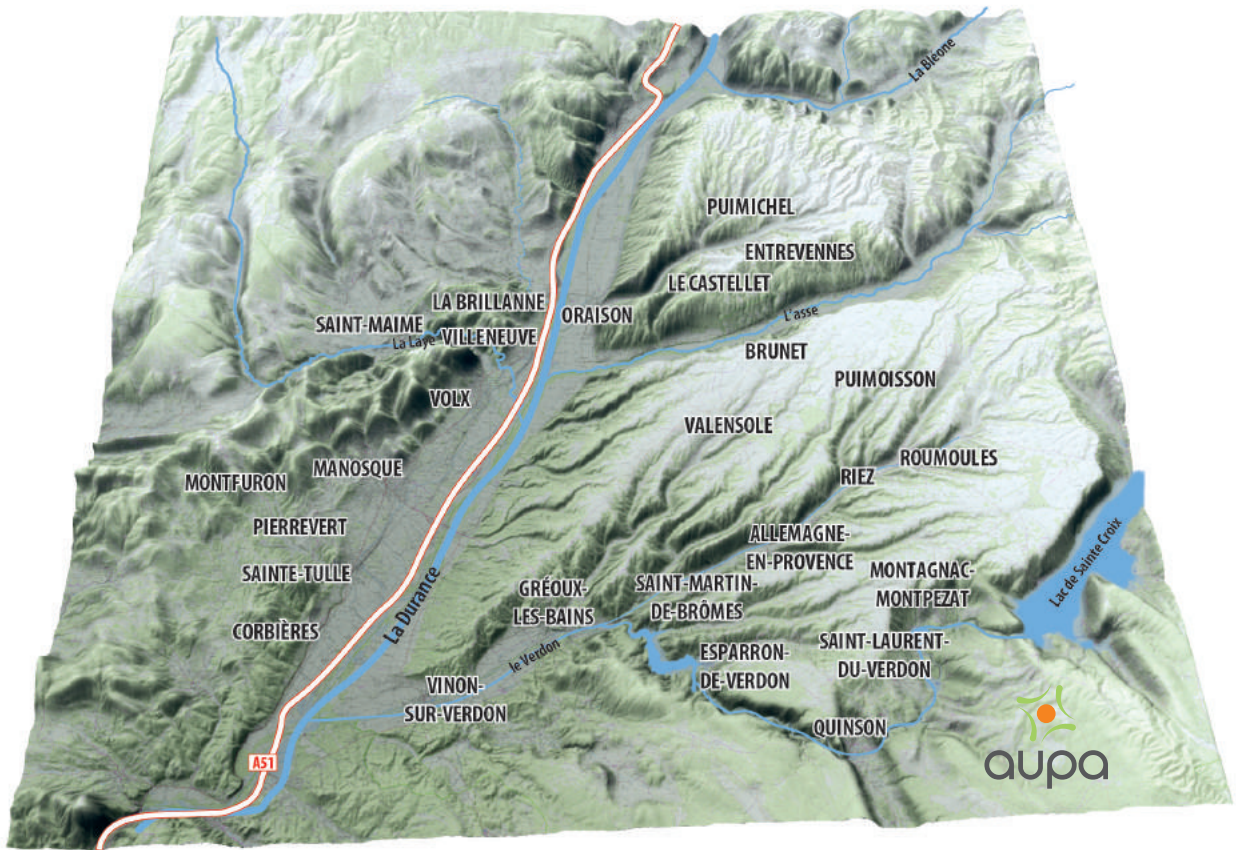 La Bléone
PUIMICHEL
ENTREVENNES
LE CASTELLET
LA BRILLANNE
ORAISON
L'asse
SAINT-MAIME
La Laye
VILLENEUVE
BRUNET
PUIMOISSON
VOLX
VALENSOLE
ROUMOULES
MANOSQUE
RIEZ
MONTFURON
PIERREVERT
ALLEMAGNE-
EN-PROVENCE
Lac de Sainte Croix
SAINTE-TULLE
MONTAGNAC-
MONTPEZAT
GRÉOUX-
LES-BAINS
SAINT-MARTIN-
DE-BRÔMES
La Durance
CORBIÈRES
le Verdon
SAINT-LAURENT-
DU-VERDON
ESPARRON-
DE-VERDON
VINON-
SUR-VERDON
QUINSON
A51
aupa